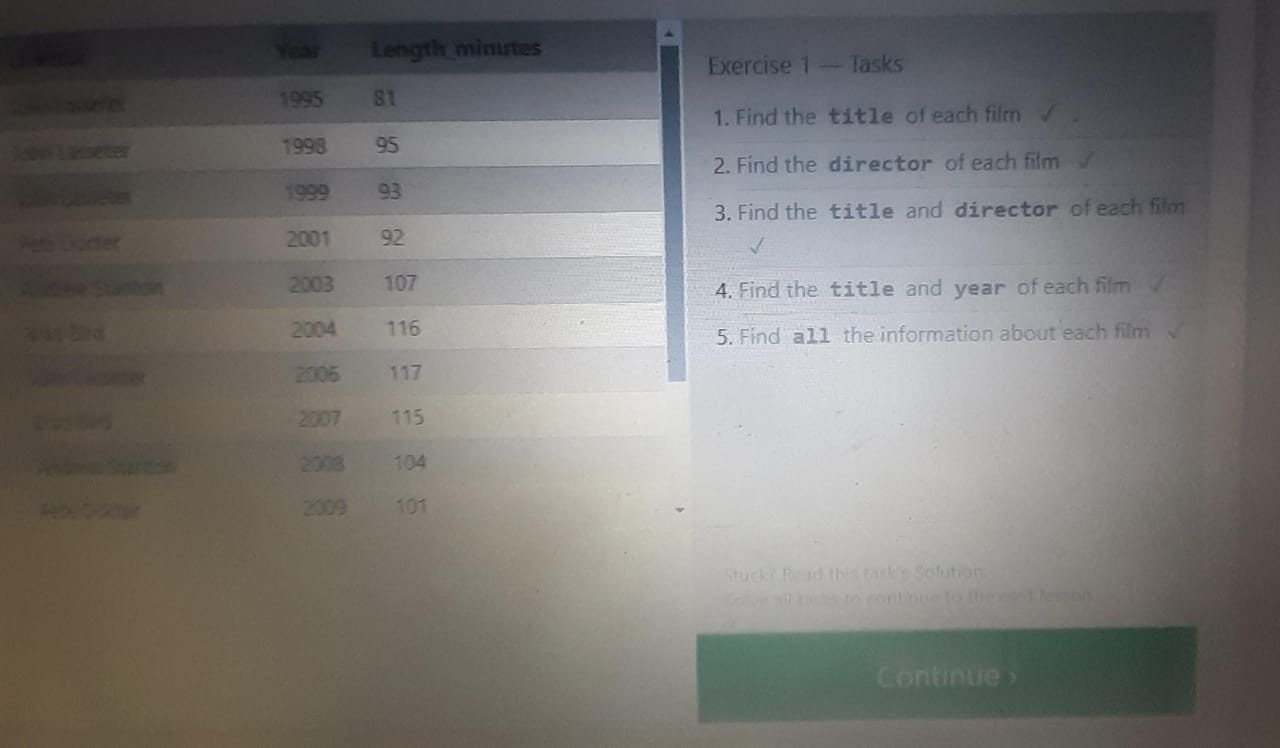 Year Length_minutes
1995 81
John Lasseter 1998 95
John Lasseter 1999 93
Pete Docter 2001 92
Andrew Stanton 2003 107
Brad Bird 2004 116
John Lasseter 2006 117
Brad Bird 2007 115
Andrew Stanton 2008 104
Pete Docter 2009 101
Exercise 1 — Tasks
1. Find the title of each film ✓
2. Find the director of each film ✓
3. Find the title and director of each film
✓
4. Find the title and year of each film ✓
5. Find all the information about each film ✓
Stuck? Read this task's Solution.
Solve all tasks to continue to the next lesson.
Continue ›